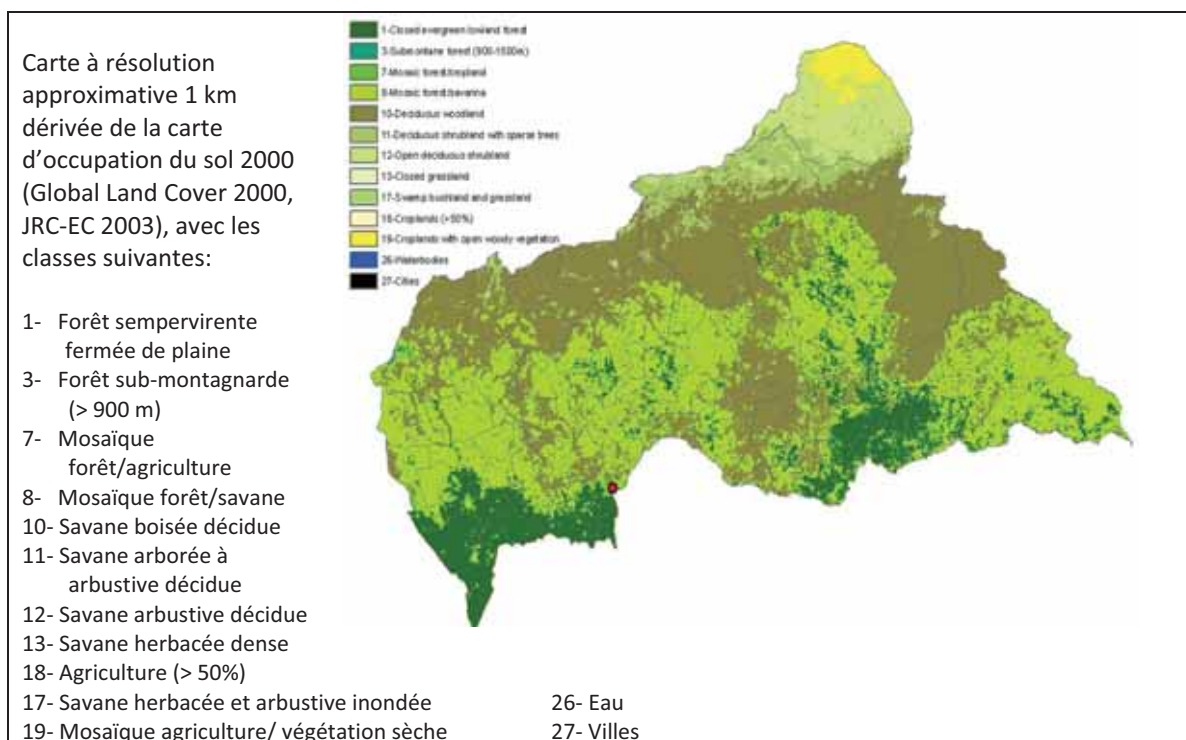 Carte à résolution
approximative 1 km
dérivée de la carte
d’occupation du sol 2000
(Global Land Cover 2000,
JRC-EC 2003), avec les
classes suivantes:
1- Forêt sempervirente
fermée de plaine
3- Forêt sub-montagnarde
(> 900 m)
7- Mosaïque
forêt/agriculture
8- Mosaïque forêt/savane
10- Savane boisée décidue
11- Savane arborée à
arbustive décidue
12- Savane arbustive décidue
13- Savane herbacée dense
18- Agriculture (> 50%)
17- Savane herbacée et arbustive inondée
19- Mosaïque agriculture/ végétation sèche
26- Eau
27- Villes
1-Closed evergreen lowland forest
3-Submontane forest (900-1500m)
7-Mosaic forest/cropland
8-Mosaic forest/savanna
10-Deciduous woodland
11-Deciduous shrubland with sparse trees
12-Open deciduous shrubland
13-Closed grassland
17-Swamp bushland and grassland
18-Croplands (>50%)
19-Croplands with open woody vegetation
26-Waterbodies
27-Cities